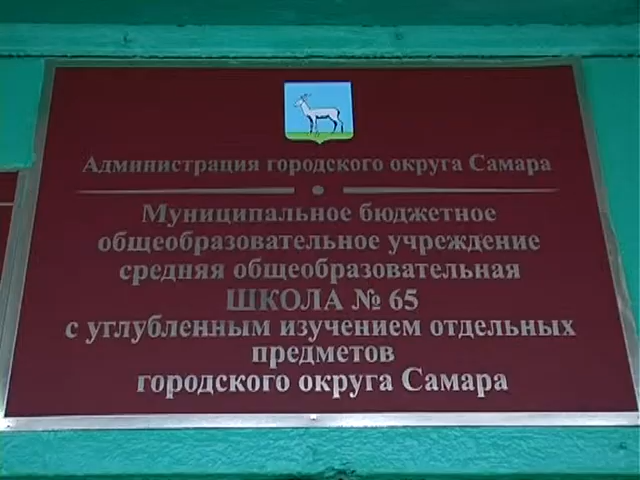 Администрация городского округа Самара
Муниципальное бюджетное
общеобразовательное учреждение
средняя общеобразовательная
ШКОЛА № 65
с углубленным изучением отдельных
предметов
городского округа Самара